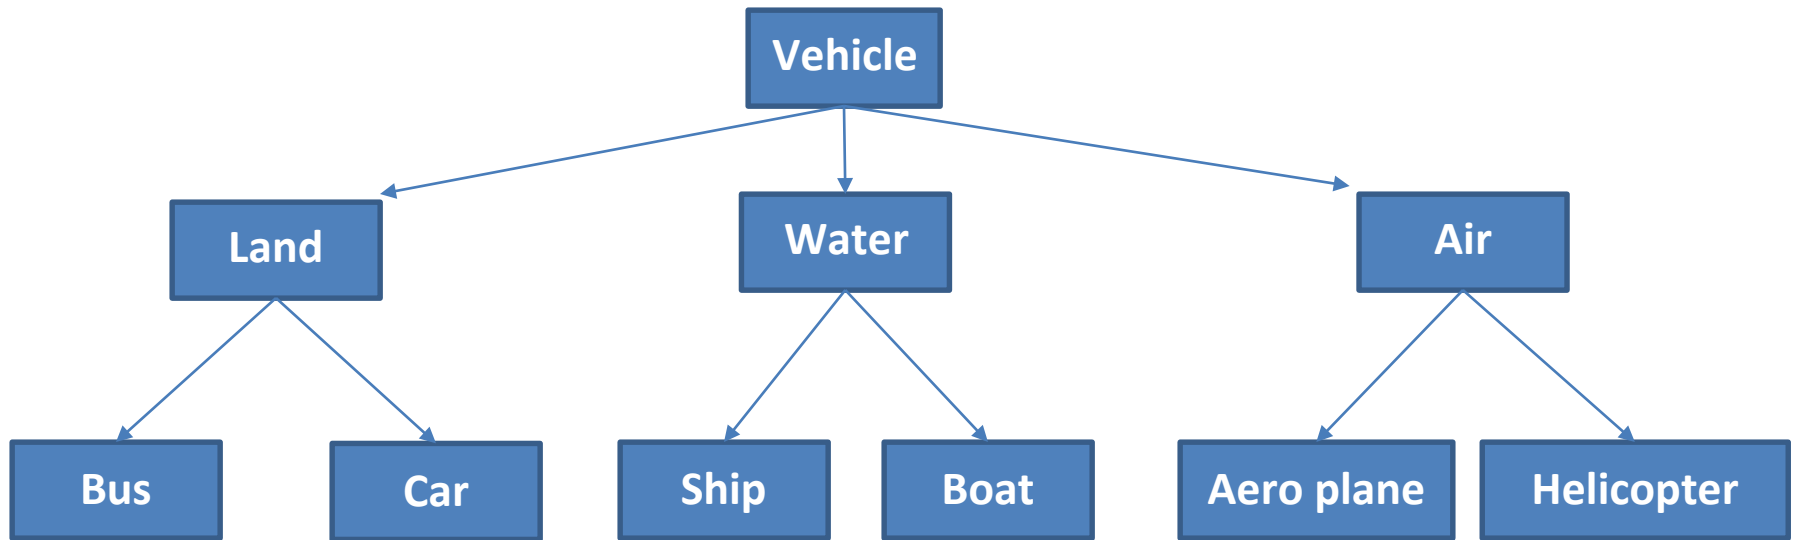 Vehicle
Land
Water
Air
Bus
Car
Ship
Boat
Aero plane
Helicopter